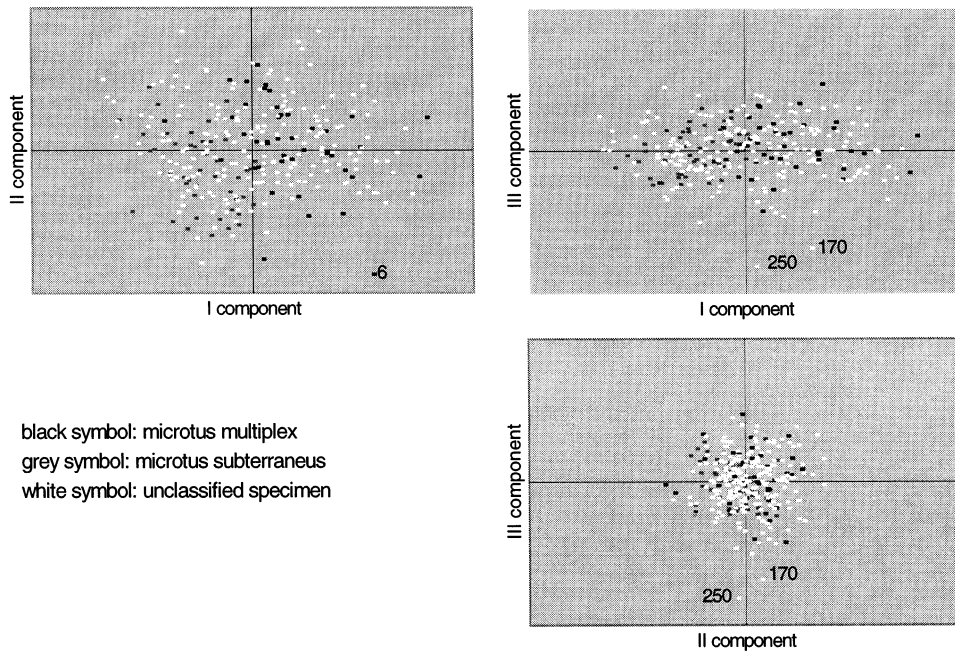 II component
6
I component
III component
170
250
I component
black symbol: microtus multiplex
grey symbol: microtus subterraneus
white symbol: unclassified specimen
III component
170
250
II component